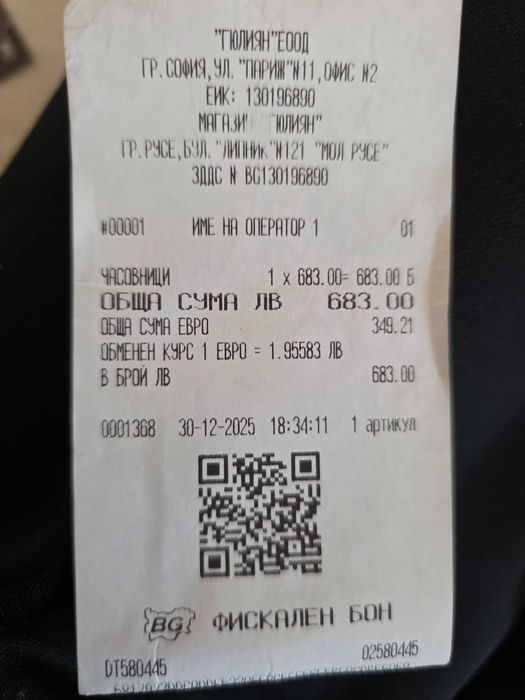 "ГЮЛИЯН"ЕООД
ГР.СОФИЯ,УЛ. "ПАРИЖ"№11,ОФИС №2
ЕИК: 130196890
МАГАЗИ ГЮЛИЯН"
ГР.РУСЕ,БУЛ. "ЛИПНИК"№121 "МОЛ РУСЕ"
ЗДДС N BG130196890
#00001 ИМЕ НА ОПЕРАТОР 1 01
ЧАСОВНИЦИ 1 x 683.00= 683.00 Б
ОБЩА СУМА ЛВ 683.00
ОБЩА СУМА ЕВРО 349.21
ОБМЕНЕН КУРС 1 ЕВРО = 1.95583 ЛВ
В БРОЙ ЛВ 683.00
0001368 30-12-2025 18:34:11 1 артикул
BG ФИСКАЛЕН БОН
DT580445 02580445